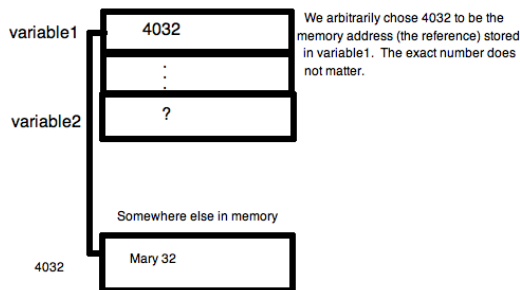 variable1
4032
We arbitrarily chose 4032 to be the
memory address (the reference) stored
in variable1. The exact number does
not matter.
variable2
?
Somewhere else in memory
4032
Mary 32